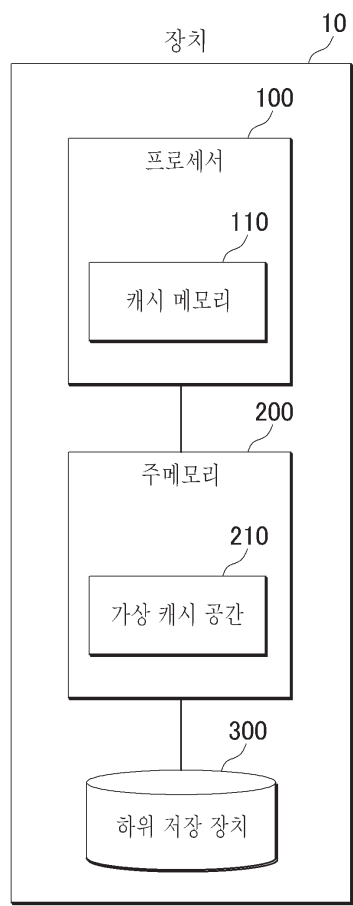 10
장치
100
프로세서
110
캐시 메모리
200
주메모리
210
가상 캐시 공간
300
하위 저장 장치